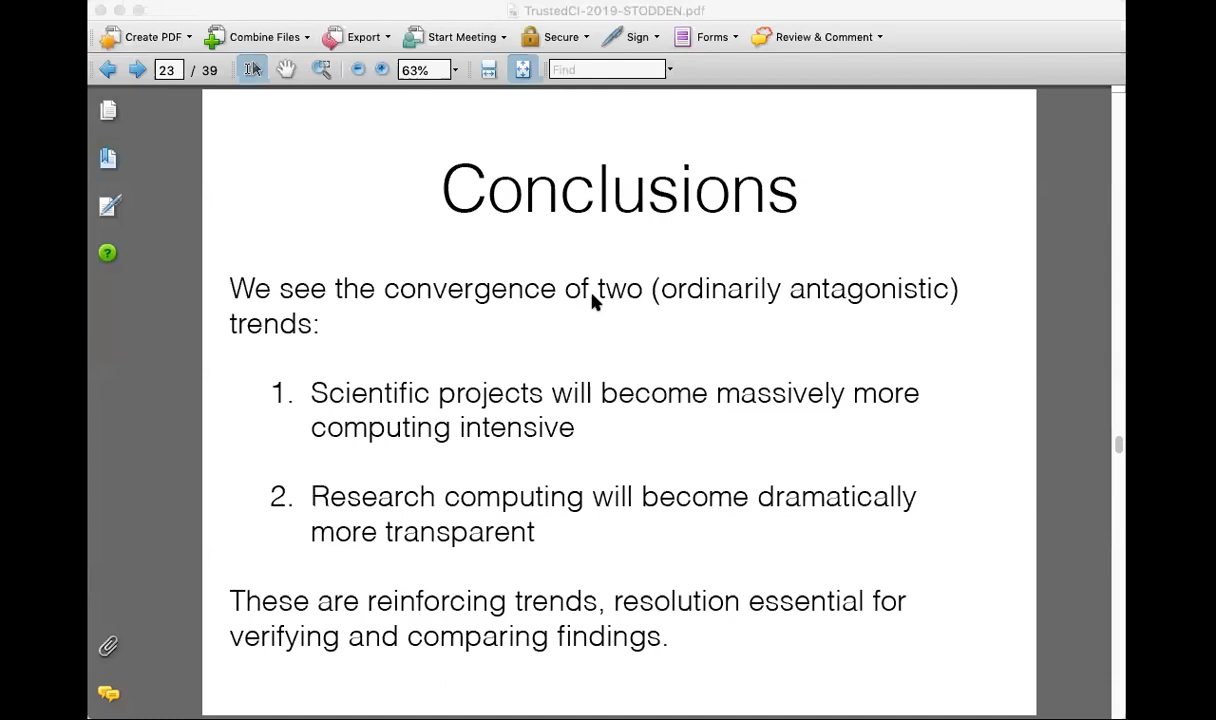 TrustedCI-2019-STODDEN.pdf
Create PDF Combine Files Export Start Meeting Secure Sign Forms Review & Comment
23 / 39 63% Find
Conclusions
We see the convergence of two (ordinarily antagonistic)
trends:
1. Scientific projects will become massively more
computing intensive
2. Research computing will become dramatically
more transparent
These are reinforcing trends, resolution essential for
verifying and comparing findings.